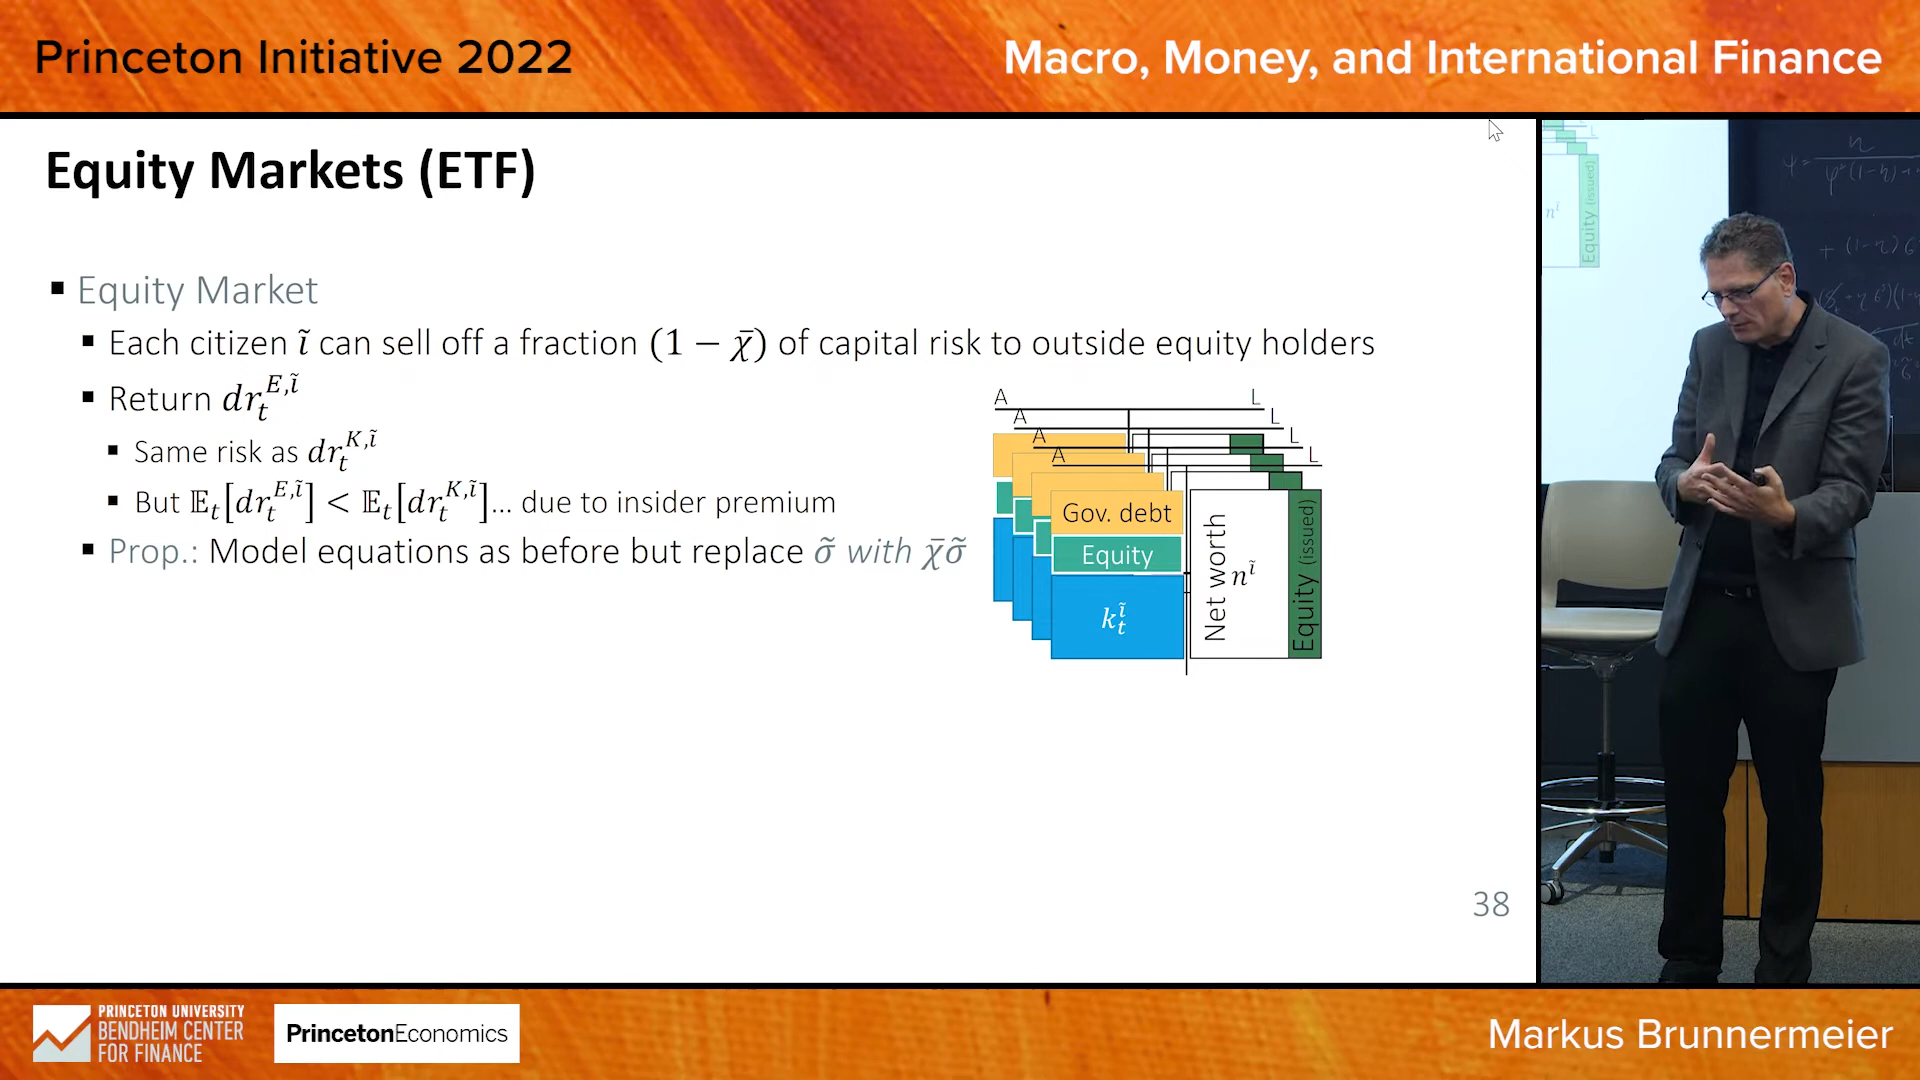 Princeton Initiative 2022
Macro, Money, and International Finance
Equity Markets (ETF)
▪ Equity Market
▪ Each citizen ĩ can sell off a fraction (1 − χ̄) of capital risk to outside equity holders
▪ Return dr_t^{E,ĩ}
▪ Same risk as dr_t^{K,ĩ}
▪ But 𝔼_t[dr_t^{E,ĩ}] < 𝔼_t[dr_t^{K,ĩ}]... due to insider premium
▪ Prop.: Model equations as before but replace σ̃ with χ̄σ̃
A L
A L
A L
A L
Gov. debt
Equity
k_t^ĩ
Net worth n^ĩ
Equity (issued)
38
n^ĩ
Equity (issued)
PRINCETON UNIVERSITY
BENDHEIM CENTER
FOR FINANCE
PrincetonEconomics
Markus Brunnermeier